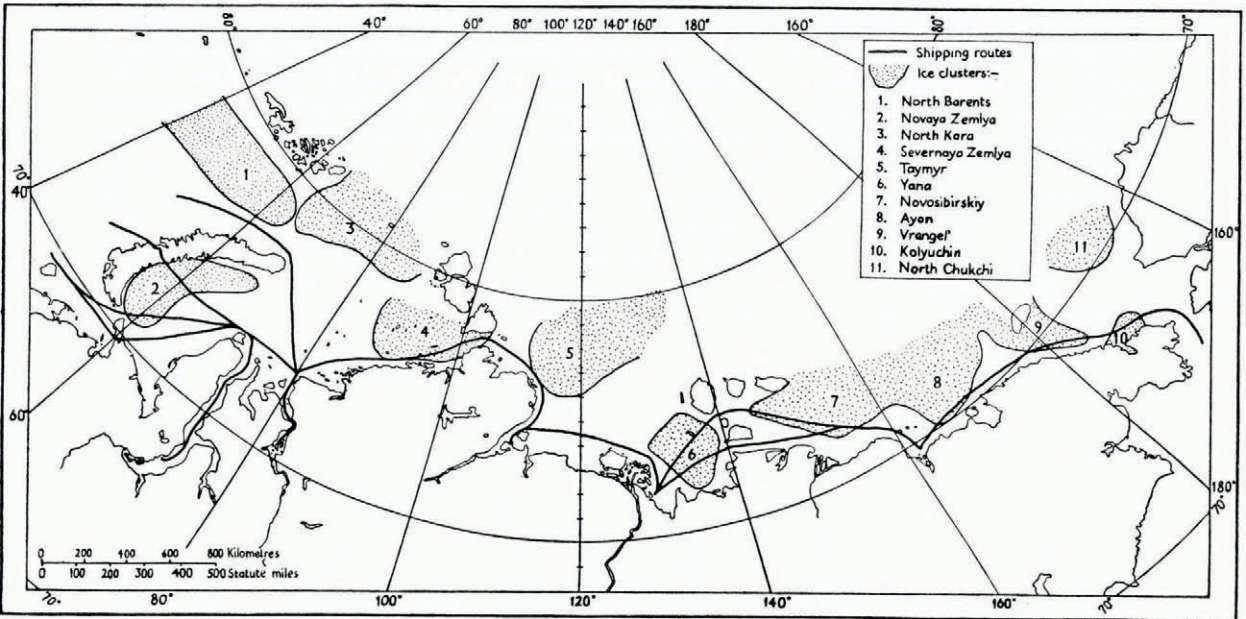 80° 40° 60° 80° 100° 120° 140° 160° 180° 160° 80° 70°
Shipping routes
Ice clusters:-
1. North Barents
2. Novaya Zemlya
3. North Kara
4. Severnaya Zemlya
5. Taymyr
6. Yana
7. Novosibirskiy
8. Ayon
9. Vrangel'
10. Kolyuchin
11. North Chukchi
70°
40°
1
3
160°
11
2
4
5
9
10
8
7
60°
6
180°
70°
0 200 400 600 800 Kilometres
0 100 200 300 400 500 Statute miles
70° 80° 100° 120° 140° 160° 70°